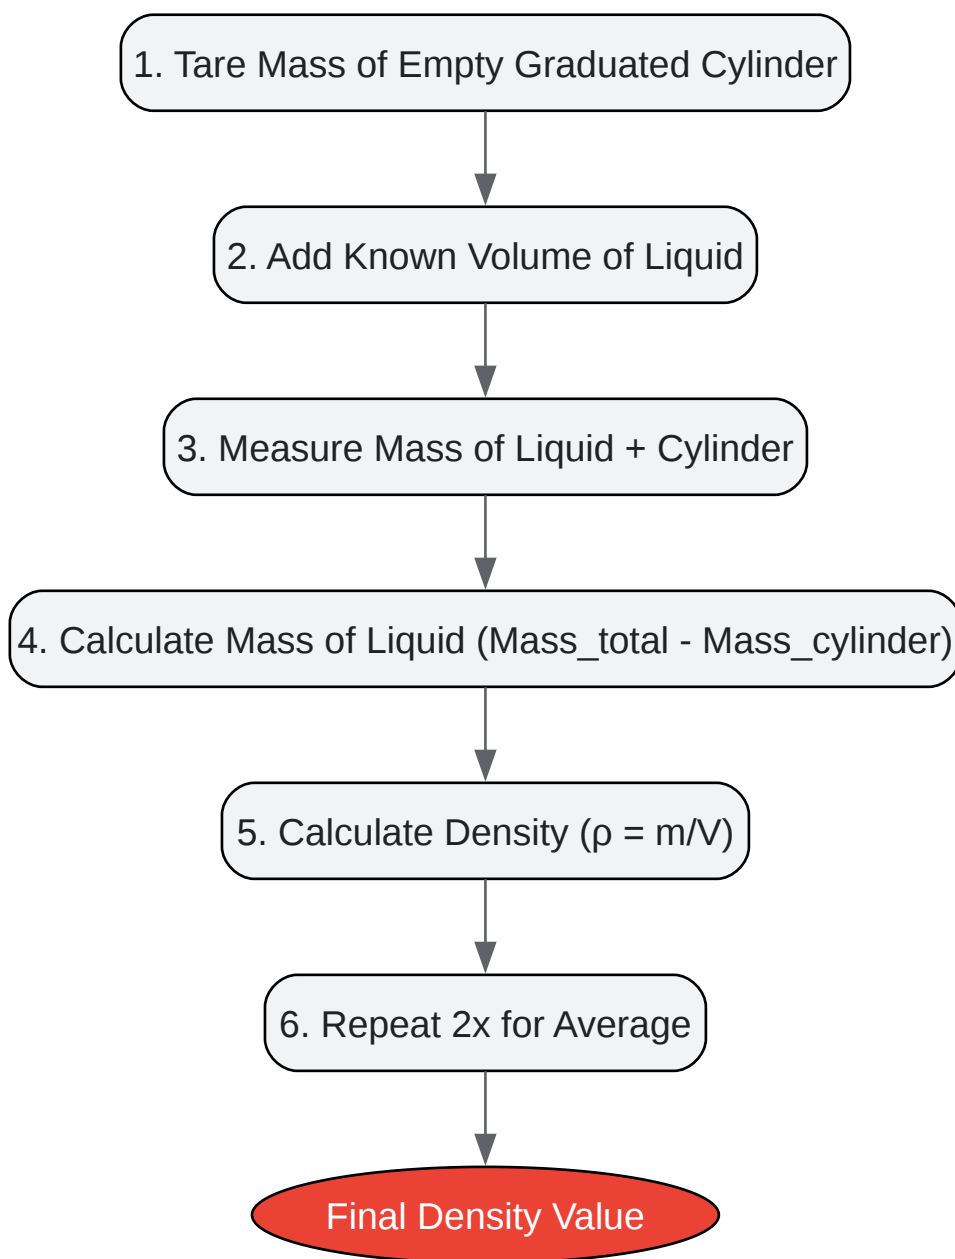 1. Tare Mass of Empty Graduated Cylinder
2. Add Known Volume of Liquid
3. Measure Mass of Liquid + Cylinder
4. Calculate Mass of Liquid (Mass_total - Mass_cylinder)
5. Calculate Density (ρ = m/V)
6. Repeat 2x for Average
Final Density Value